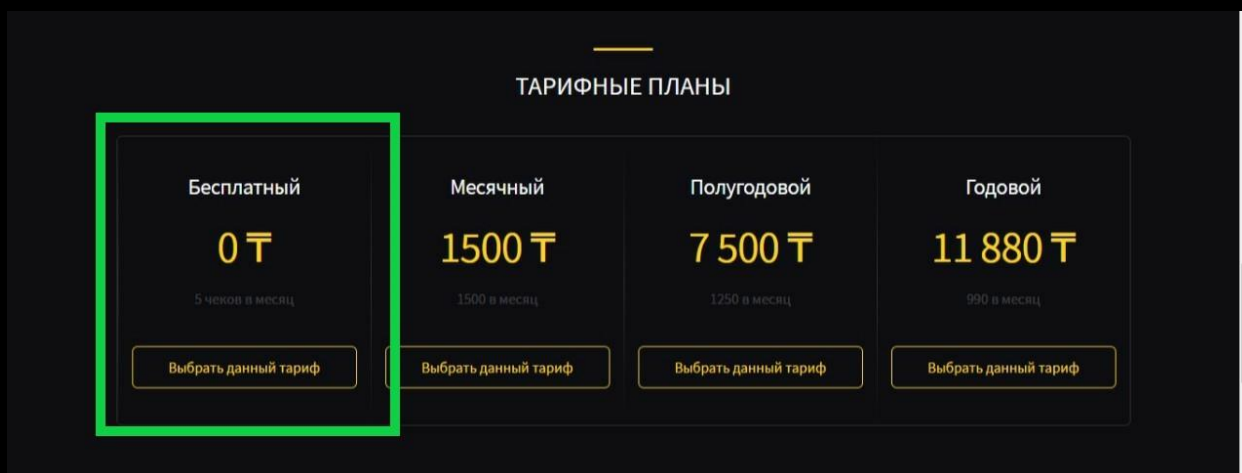 ТАРИФНЫЕ ПЛАНЫ
Бесплатный
0 ₸
5 чеков в месяц
Выбрать данный тариф
Месячный
1500 ₸
1500 в месяц
Выбрать данный тариф
Полугодовой
7 500 ₸
1250 в месяц
Выбрать данный тариф
Годовой
11 880 ₸
990 в месяц
Выбрать данный тариф